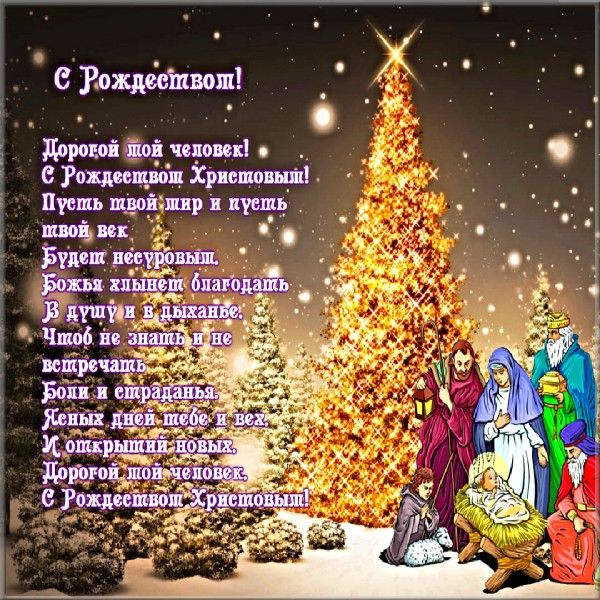 С Рождеством!
Дорогой мой человек!
С Рождеством Христовым!
Пусть твой мир и пусть
твой век
Будет несуровым,
Божья хлынет благодать
В душу и в дыханье,
Чтоб не знать и не
встречать
Боли и страданья.
Ясных дней тебе и вех,
И открытий новых,
Дорогой мой человек,
С Рождеством Христовым!